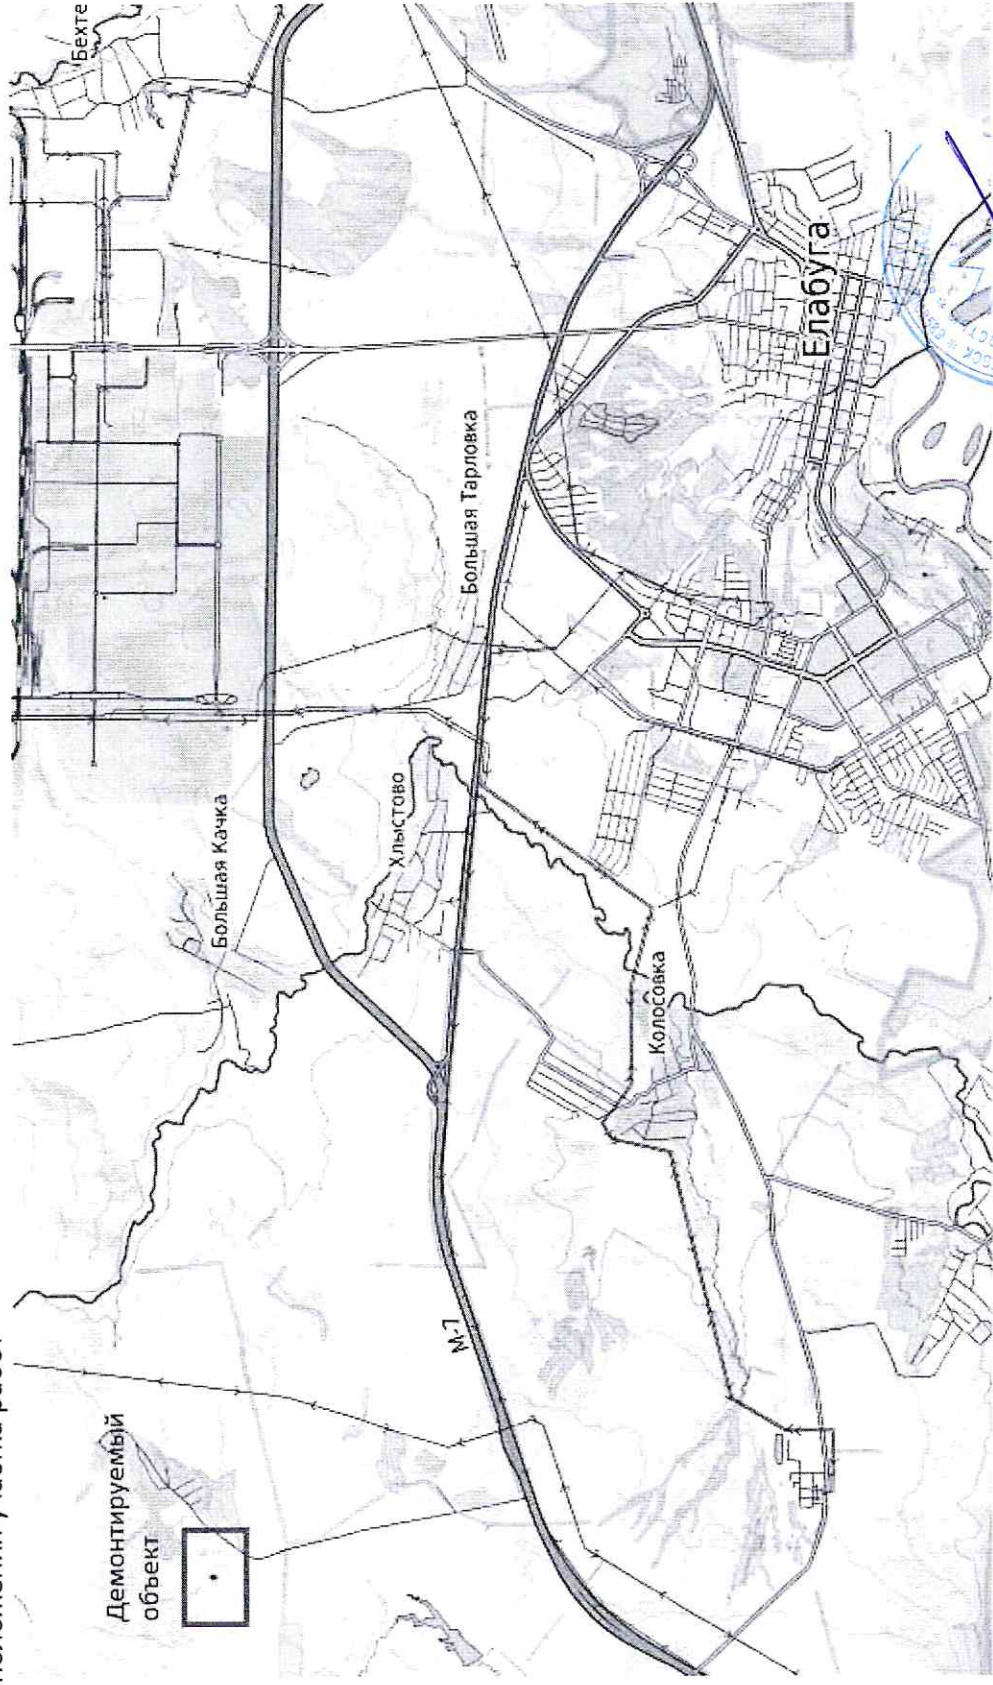 Демонтируемый
объект
М-7
Большая Качка
Хлыстово
Большая Тарловка
Колосовка
Елабуга
Бехте